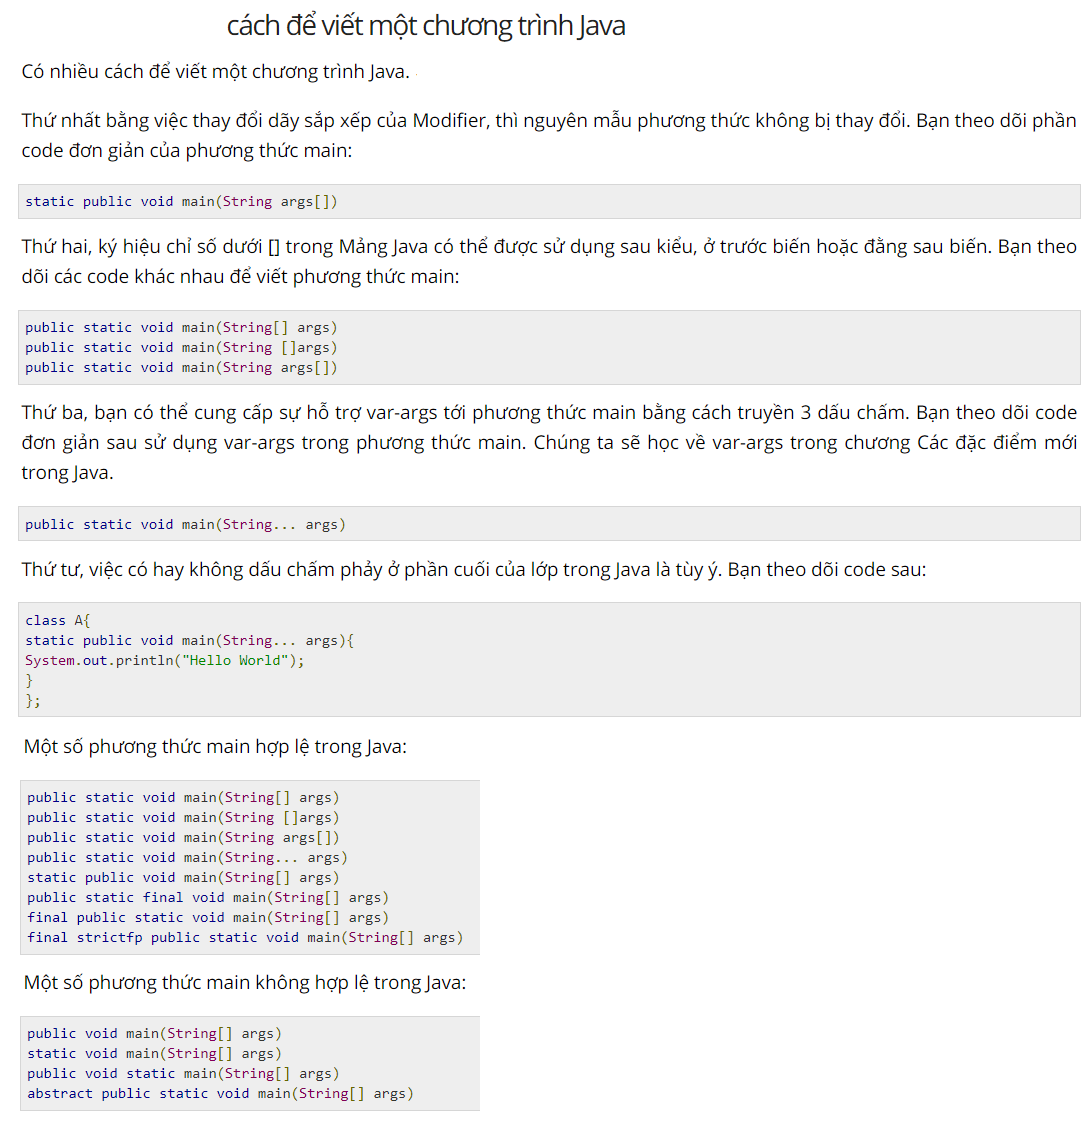 cách để viết một chương trình Java
Có nhiều cách để viết một chương trình Java.
Thứ nhất bằng việc thay đổi dãy sắp xếp của Modifier, thì nguyên mẫu phương thức không bị thay đổi. Bạn theo dõi phần
code đơn giản của phương thức main:
static public void main(String args[])
Thứ hai, ký hiệu chỉ số dưới [] trong Mảng Java có thể được sử dụng sau kiểu, ở trước biến hoặc đằng sau biến. Bạn theo
dõi các code khác nhau để viết phương thức main:
public static void main(String[] args)
public static void main(String []args)
public static void main(String args[])
Thứ ba, bạn có thể cung cấp sự hỗ trợ var-args tới phương thức main bằng cách truyền 3 dấu chấm. Bạn theo dõi code
đơn giản sau sử dụng var-args trong phương thức main. Chúng ta sẽ học về var-args trong chương Các đặc điểm mới
trong Java.
public static void main(String... args)
Thứ tư, việc có hay không dấu chấm phảy ở phần cuối của lớp trong Java là tùy ý. Bạn theo dõi code sau:
class A{
static public void main(String... args){
System.out.println("Hello World");
}
};
Một số phương thức main hợp lệ trong Java:
public static void main(String[] args)
public static void main(String []args)
public static void main(String args[])
public static void main(String... args)
static public void main(String[] args)
public static final void main(String[] args)
final public static void main(String[] args)
final strictfp public static void main(String[] args)
Một số phương thức main không hợp lệ trong Java:
public void main(String[] args)
static void main(String[] args)
public void static main(String[] args)
abstract public static void main(String[] args)